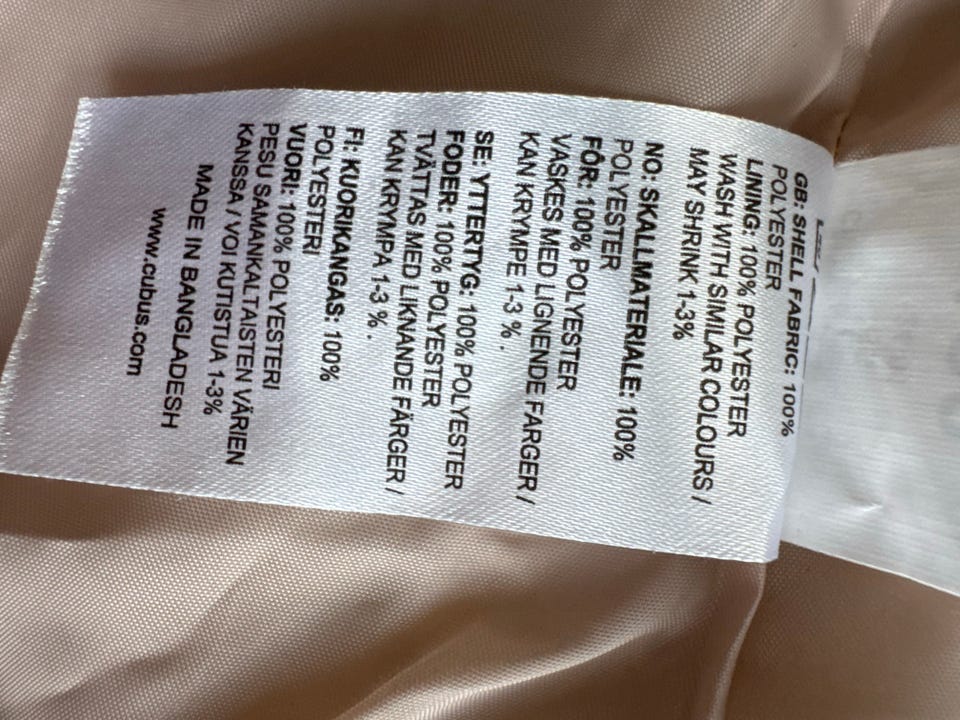 GB: SHELL FABRIC: 100%
POLYESTER
LINING: 100% POLYESTER
WASH WITH SIMILAR COLOURS /
MAY SHRINK 1-3%
NO: SKALLMATERIALE: 100%
POLYESTER
FÔR: 100% POLYESTER
VASKES MED LIGNENDE FARGER /
KAN KRYMPE 1-3 % .
SE: YTTERTYG: 100% POLYESTER
FODER: 100% POLYESTER
TVÄTTAS MED LIKNANDE FÄRGER /
KAN KRYMPA 1-3 % .
FI: KUORIKANGAS: 100%
POLYESTERI
VUORI: 100% POLYESTERI
PESU SAMANKALTAISTEN VÄRIEN
KANSSA / VOI KUTISTUA 1-3%
MADE IN BANGLADESH
www.cubus.com